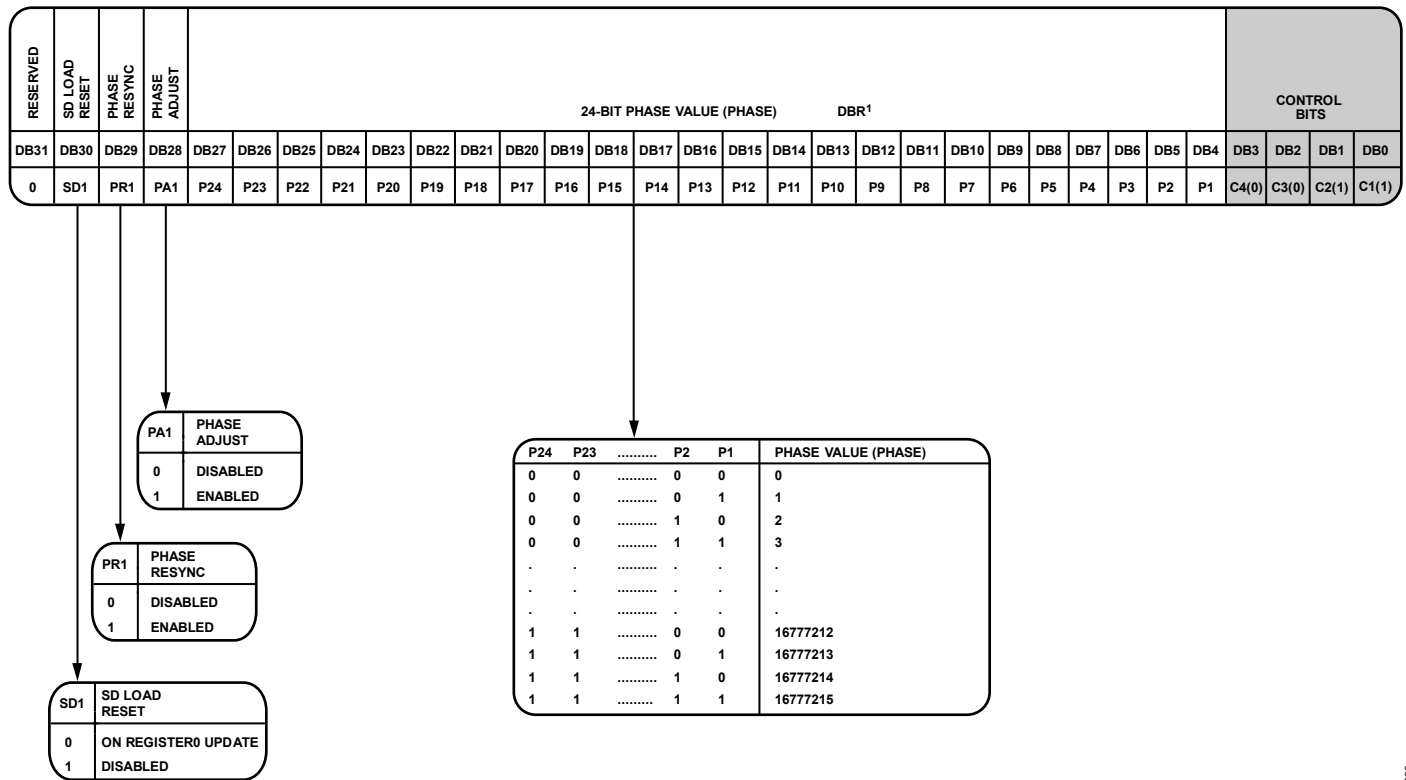 RESERVED
SD LOAD
RESET
PHASE
RESYNC
PHASE
ADJUST
24-BIT PHASE VALUE (PHASE) DBR1
CONTROL
BITS
DB31 DB30 DB29 DB28 DB27 DB26 DB25 DB24 DB23 DB22 DB21 DB20 DB19 DB18 DB17 DB16 DB15 DB14 DB13 DB12 DB11 DB10 DB9 DB8 DB7 DB6 DB5 DB4 DB3 DB2 DB1 DB0
0 SD1 PR1 PA1 P24 P23 P22 P21 P20 P19 P18 P17 P16 P15 P14 P13 P12 P11 P10 P9 P8 P7 P6 P5 P4 P3 P2 P1 C4(0) C3(0) C2(1) C1(1)
PA1 PHASE
ADJUST
0 DISABLED
1 ENABLED
PR1 PHASE
RESYNC
0 DISABLED
1 ENABLED
SD1 SD LOAD
RESET
0 ON REGISTER0 UPDATE
1 DISABLED
P24 P23 .......... P2 P1 PHASE VALUE (PHASE)
0 0 .......... 0 0 0
0 0 .......... 0 1 1
0 0 .......... 1 0 2
0 0 .......... 1 1 3
. . .......... . . .
. . .......... . . .
. . .......... . . .
1 1 .......... 0 0 16777212
1 1 .......... 0 1 16777213
1 1 .......... 1 0 16777214
1 1 ......... 1 1 16777215